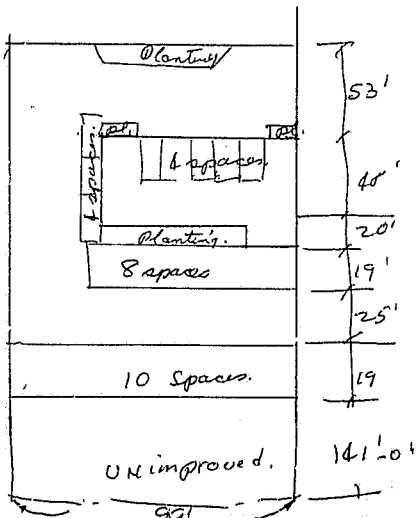 Planting
53'
pl.
pl.
4 spaces.
4 spaces.
40'
20'
Planting.
8 spaces
19'
25'
10 Spaces.
19
UNimproved.
141'-0"